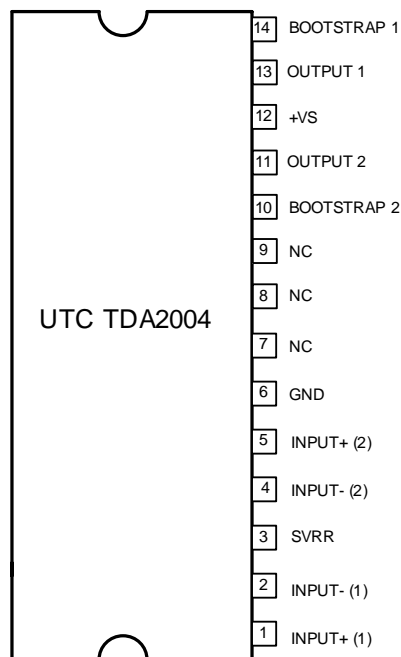 14 BOOTSTRAP 1
13 OUTPUT 1
12 +VS
11 OUTPUT 2
10 BOOTSTRAP 2
9 NC
8 NC
UTC TDA2004
7 NC
6 GND
5 INPUT+ (2)
4 INPUT- (2)
3 SVRR
2 INPUT- (1)
1 INPUT+ (1)